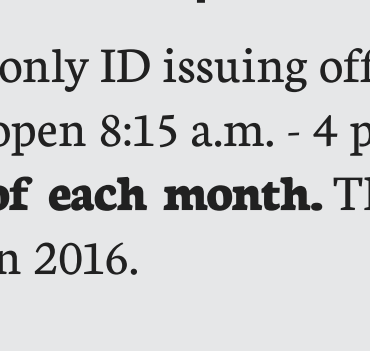 only ID issuing off
open 8:15 a.m. - 4 p
of each month. Th
n 2016.